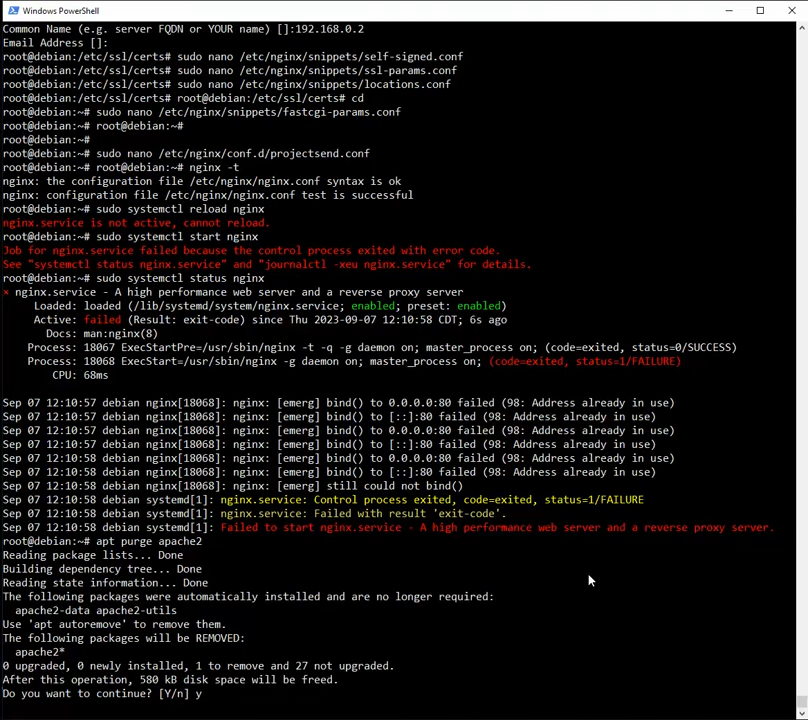 Windows PowerShell
Common Name (e.g. server FQDN or YOUR name) []:192.168.0.2
Email Address []:
root@debian:/etc/ssl/certs# sudo nano /etc/nginx/snippets/self-signed.conf
root@debian:/etc/ssl/certs# sudo nano /etc/nginx/snippets/ssl-params.conf
root@debian:/etc/ssl/certs# sudo nano /etc/nginx/snippets/locations.conf
root@debian:/etc/ssl/certs# root@debian:/etc/ssl/certs# cd
root@debian:~# sudo nano /etc/nginx/snippets/fastcgi-params.conf
root@debian:~# root@debian:~#
root@debian:~#
root@debian:~# sudo nano /etc/nginx/conf.d/projectsend.conf
root@debian:~# root@debian:~# nginx -t
nginx: the configuration file /etc/nginx/nginx.conf syntax is ok
nginx: configuration file /etc/nginx/nginx.conf test is successful
root@debian:~# sudo systemctl reload nginx
nginx.service is not active, cannot reload.
root@debian:~# sudo systemctl start nginx
Job for nginx.service failed because the control process exited with error code.
See "systemctl status nginx.service" and "journalctl -xeu nginx.service" for details.
root@debian:~# sudo systemctl status nginx
× nginx.service - A high performance web server and a reverse proxy server
Loaded: loaded (/lib/systemd/system/nginx.service; enabled; preset: enabled)
Active: failed (Result: exit-code) since Thu 2023-09-07 12:10:58 CDT; 6s ago
Docs: man:nginx(8)
Process: 18067 ExecStartPre=/usr/sbin/nginx -t -q -g daemon on; master_process on; (code=exited, status=0/SUCCESS)
Process: 18068 ExecStart=/usr/sbin/nginx -g daemon on; master_process on; (code=exited, status=1/FAILURE)
CPU: 68ms
Sep 07 12:10:57 debian nginx[18068]: nginx: [emerg] bind() to 0.0.0.0:80 failed (98: Address already in use)
Sep 07 12:10:57 debian nginx[18068]: nginx: [emerg] bind() to [::]:80 failed (98: Address already in use)
Sep 07 12:10:57 debian nginx[18068]: nginx: [emerg] bind() to 0.0.0.0:80 failed (98: Address already in use)
Sep 07 12:10:58 debian nginx[18068]: nginx: [emerg] bind() to [::]:80 failed (98: Address already in use)
Sep 07 12:10:58 debian nginx[18068]: nginx: [emerg] bind() to 0.0.0.0:80 failed (98: Address already in use)
Sep 07 12:10:58 debian nginx[18068]: nginx: [emerg] bind() to [::]:80 failed (98: Address already in use)
Sep 07 12:10:58 debian nginx[18068]: nginx: [emerg] still could not bind()
Sep 07 12:10:58 debian systemd[1]: nginx.service: Control process exited, code=exited, status=1/FAILURE
Sep 07 12:10:58 debian systemd[1]: nginx.service: Failed with result 'exit-code'.
Sep 07 12:10:58 debian systemd[1]: Failed to start nginx.service - A high performance web server and a reverse proxy server.
root@debian:~# apt purge apache2
Reading package lists... Done
Building dependency tree... Done
Reading state information... Done
The following packages were automatically installed and are no longer required:
apache2-data apache2-utils
Use 'apt autoremove' to remove them.
The following packages will be REMOVED:
apache2*
0 upgraded, 0 newly installed, 1 to remove and 27 not upgraded.
After this operation, 580 kB disk space will be freed.
Do you want to continue? [Y/n] y